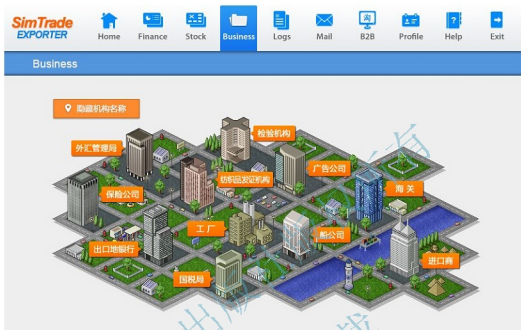 SimTrade
EXPORTER
Home
Finance
Stock
Business
Logs
Mail
B2B
Profile
Help
Exit
Business
隐藏机构名称
检验机构
外汇管理局
广告公司
纺织品发证机构
保险公司
海关
工厂
船公司
出口地银行
进口商
国税局